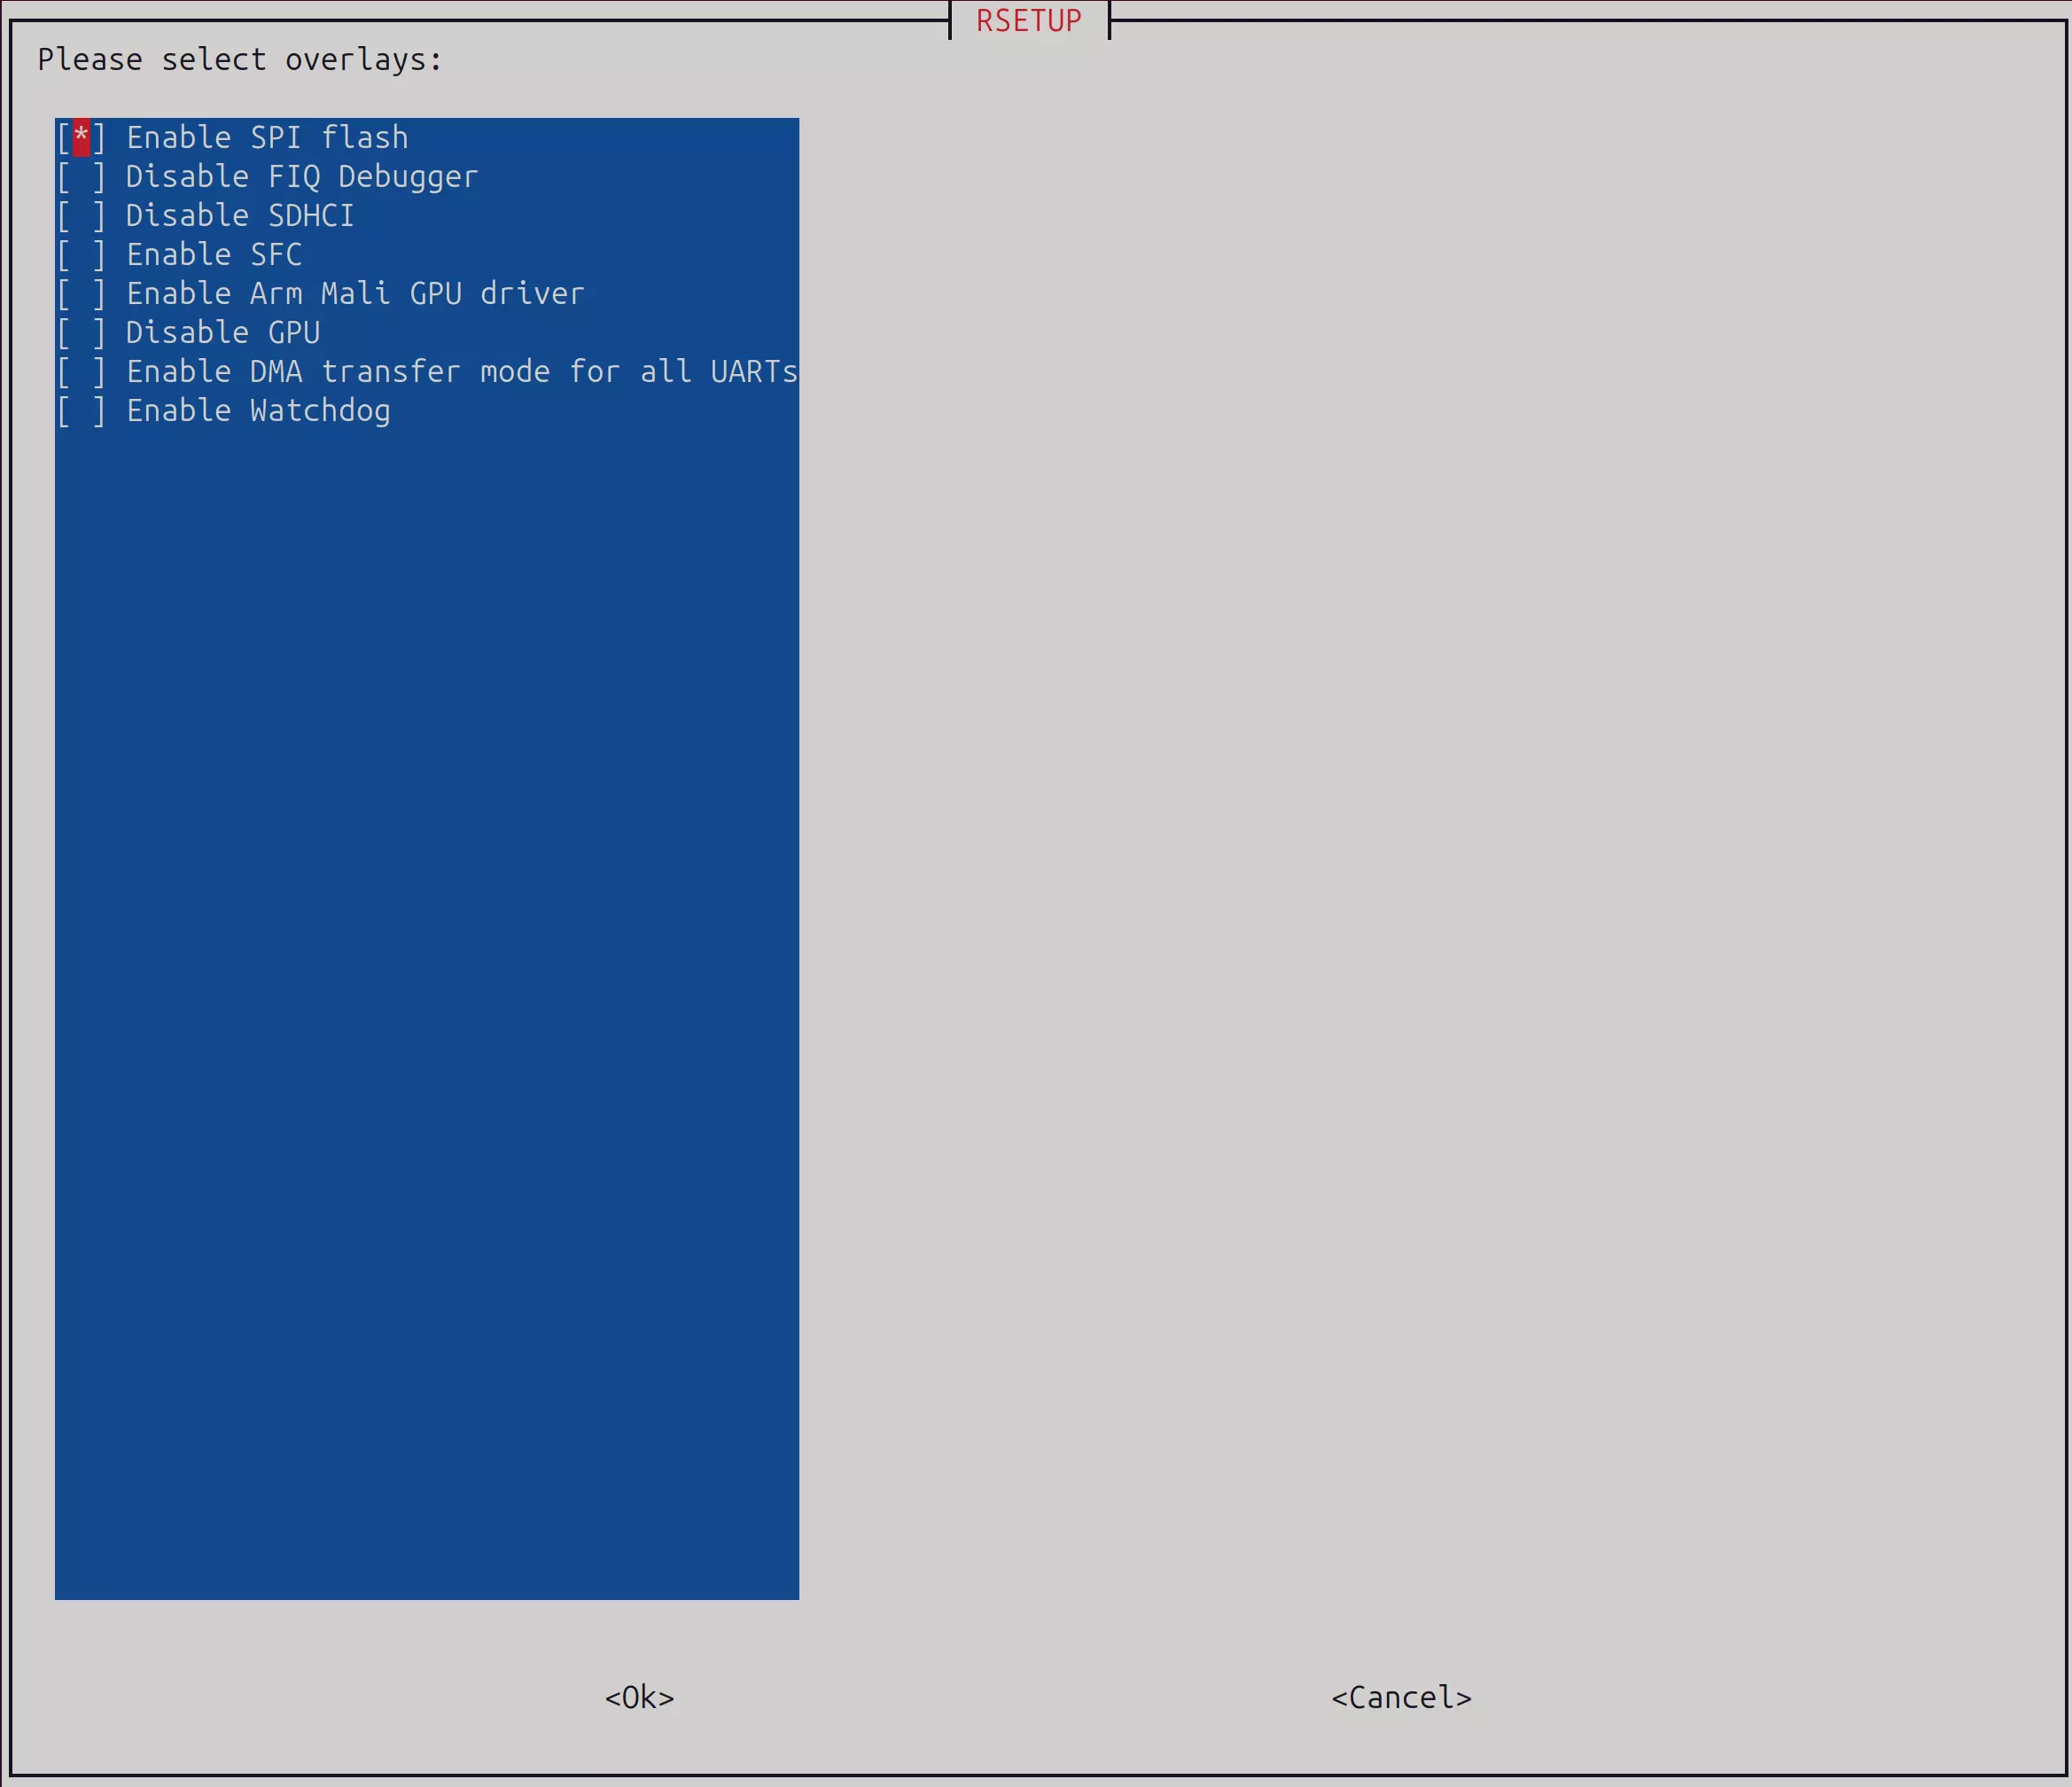 RSETUP
Please select overlays:
[*] Enable SPI flash
[ ] Disable FIQ Debugger
[ ] Disable SDHCI
[ ] Enable SFC
[ ] Enable Arm Mali GPU driver
[ ] Disable GPU
[ ] Enable DMA transfer mode for all UARTs
[ ] Enable Watchdog
<Ok> <Cancel>